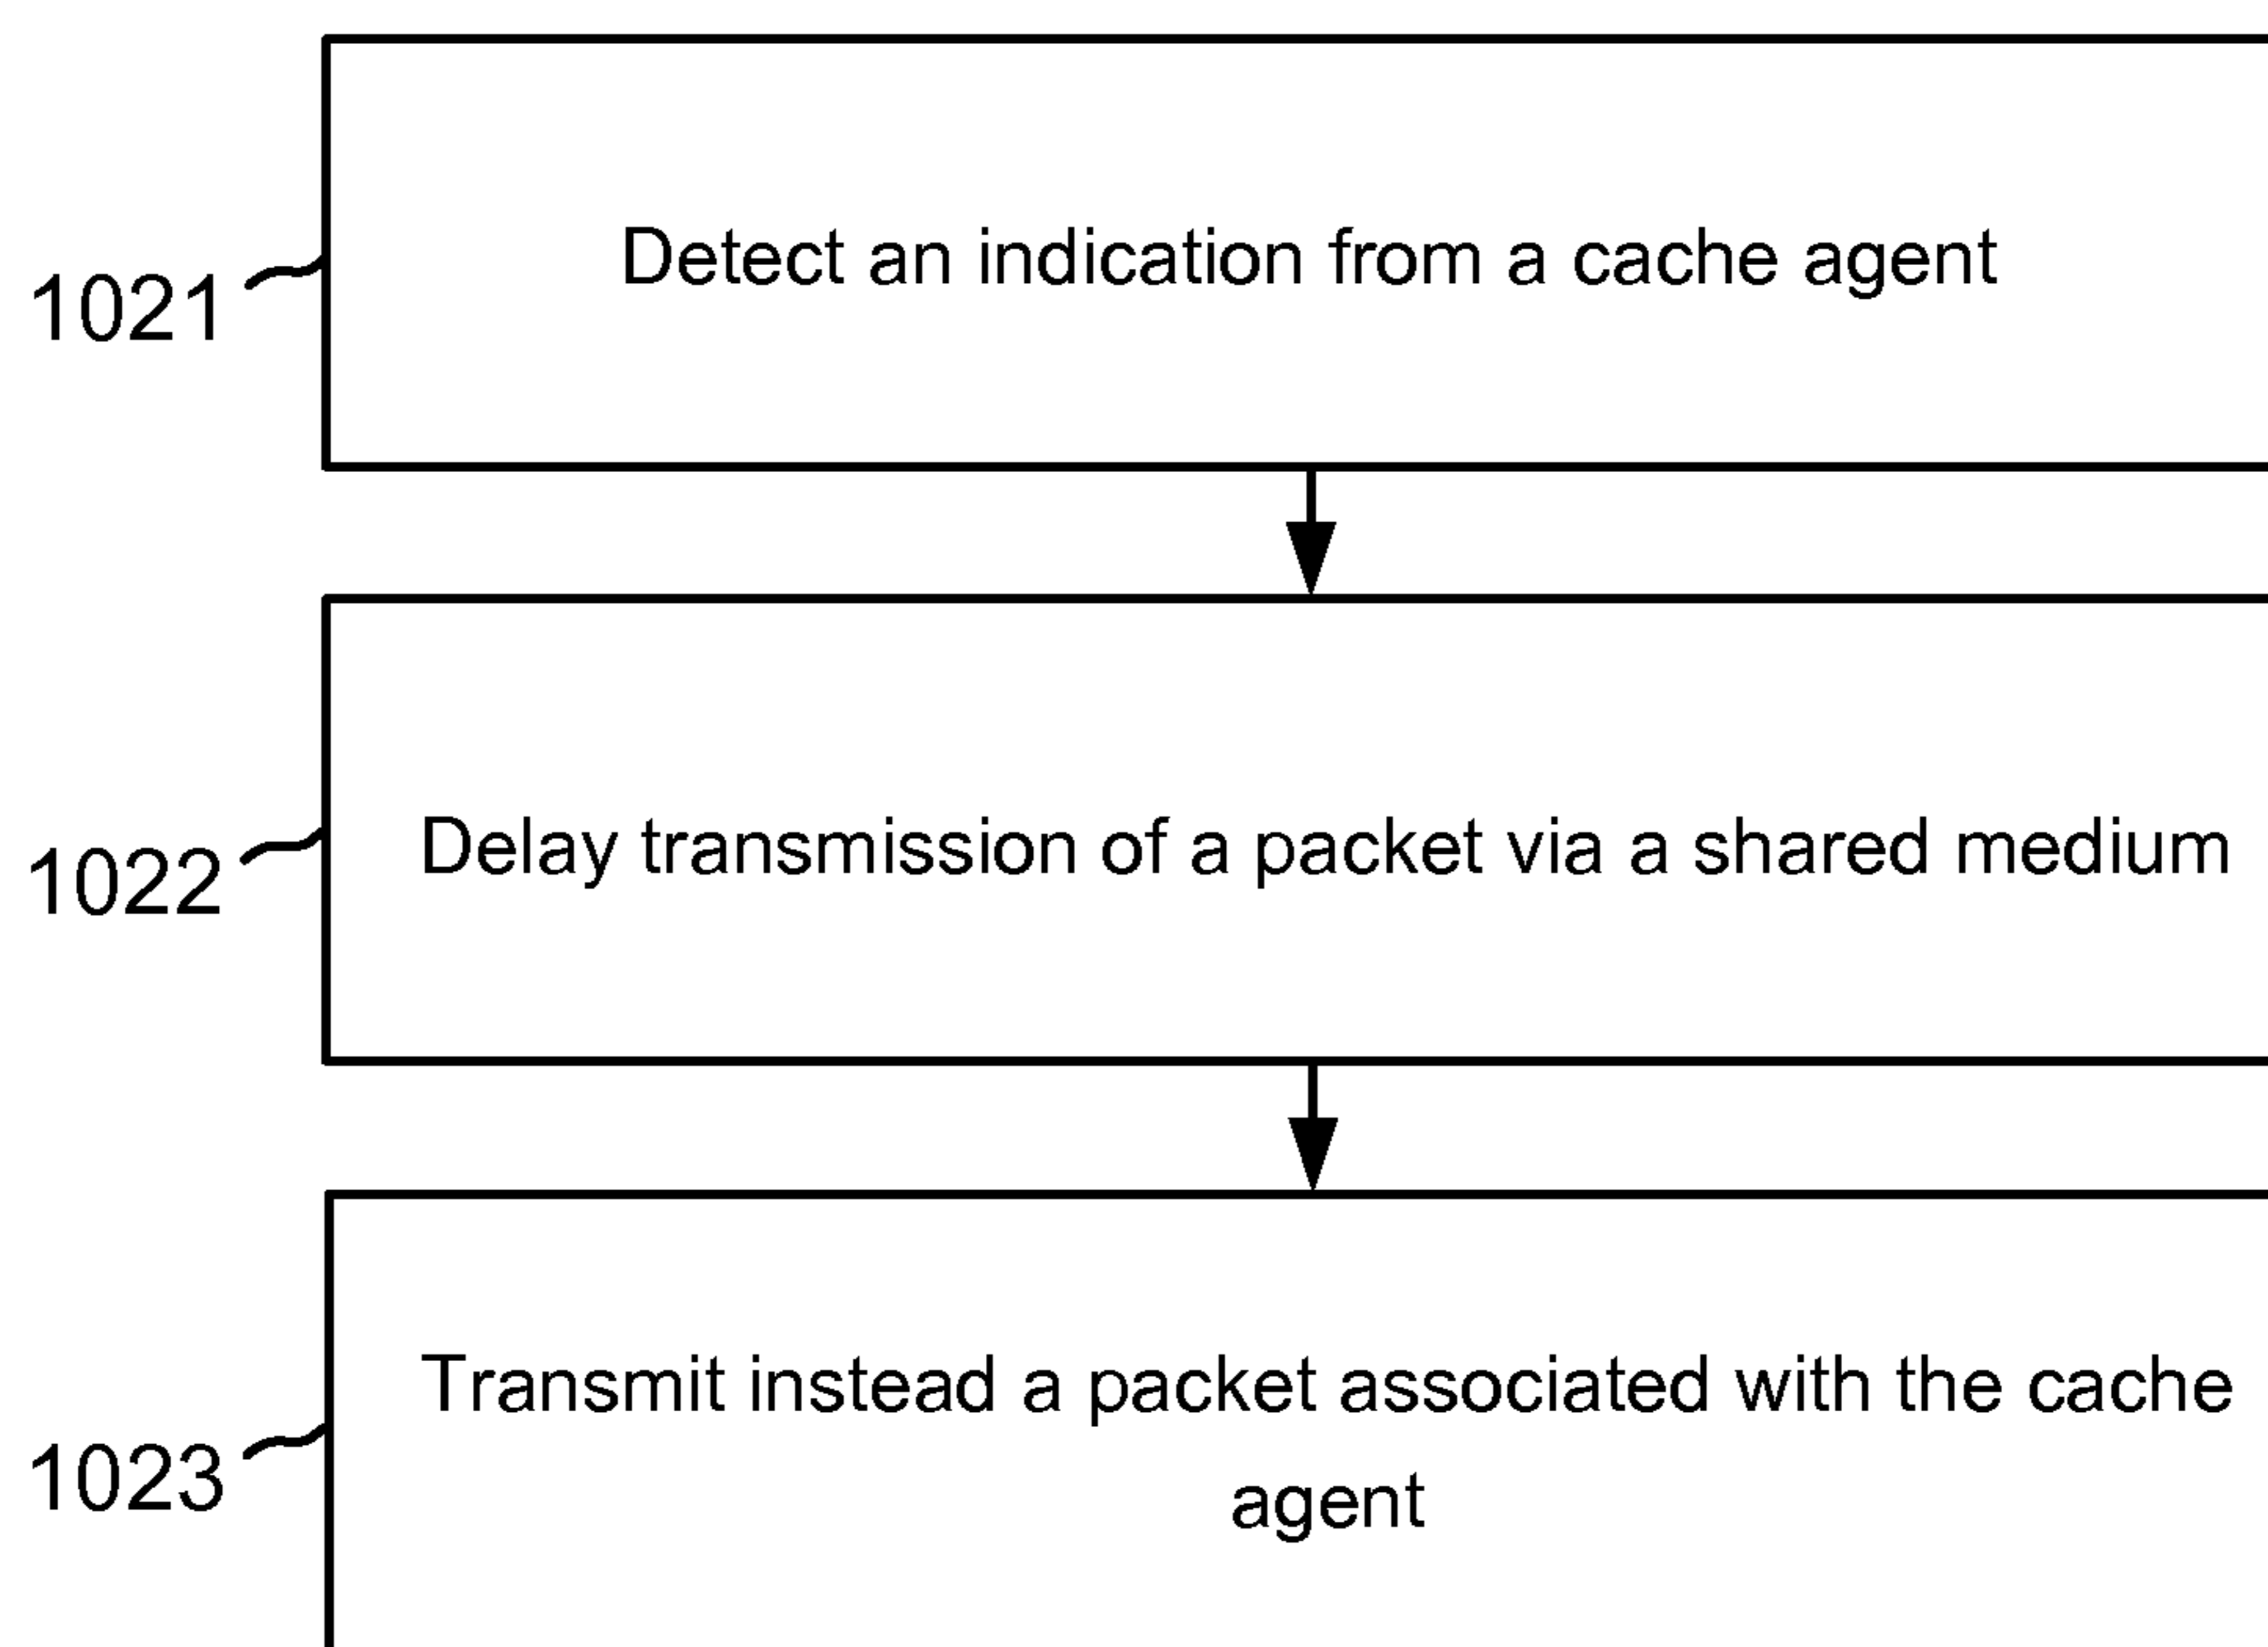 Detect an indication from a cache agent
1021
Delay transmission of a packet via a shared medium
1022
Transmit instead a packet associated with the cache
agent
1023